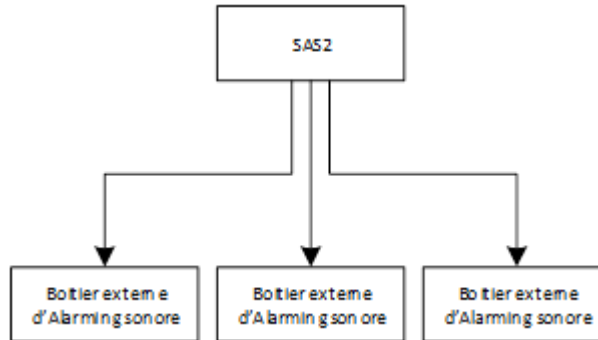 SAS2
Boitier externe
d'Alarming sonore
Boitier externe
d'Alarming sonore
Boitier externe
d'Alarming sonore